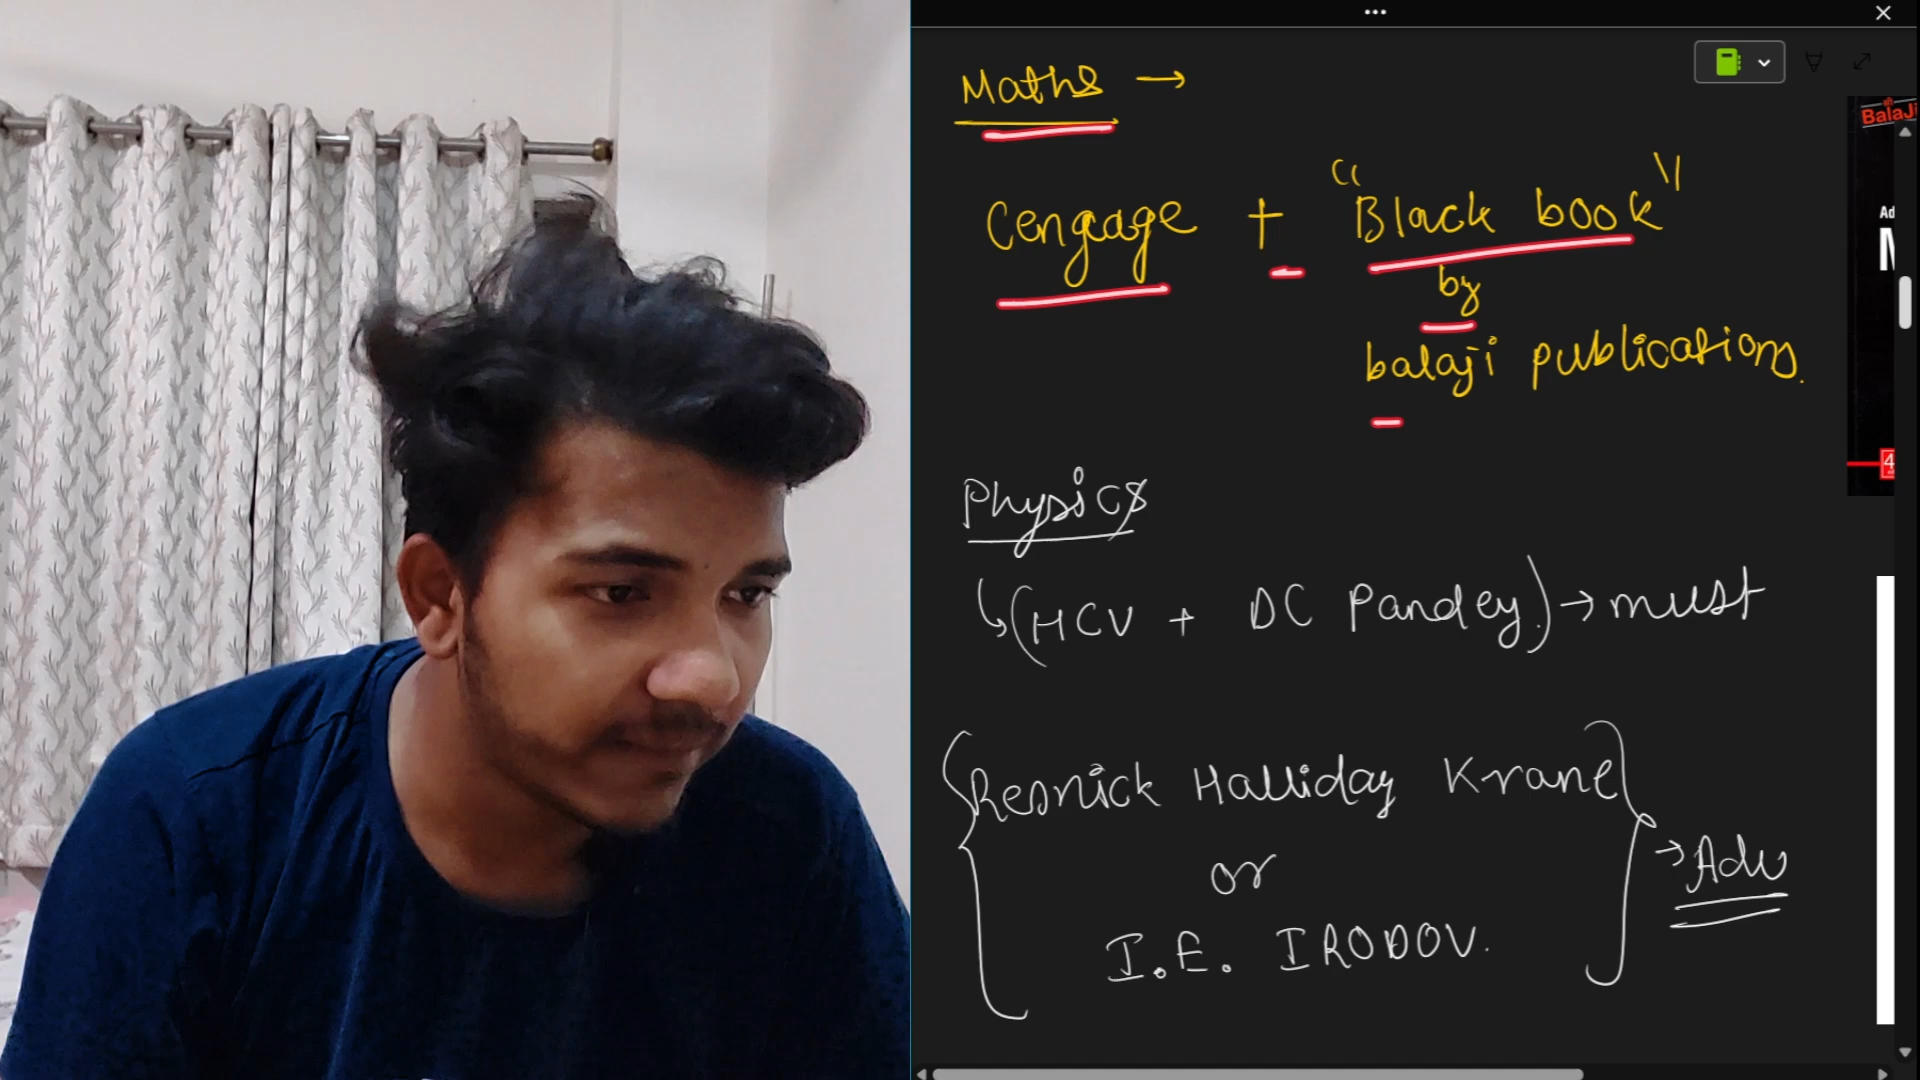 Maths →
Cengage + "Black book"
by
balaji publications.
Physics
↳ (HCV + DC Pandey.) → must
{Resnick Halliday Krane
or
I.E. IRODOV.} → Adv
BalaJi
Ad
M
4